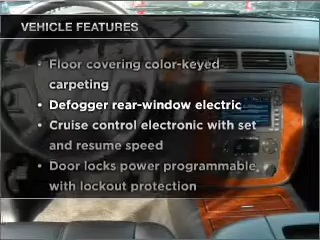 VEHICLE FEATURES
• Floor covering color-keyed
carpeting
• Defogger rear-window electric
• Cruise control electronic with set
and resume speed
• Door locks power programmable,
with lockout protection